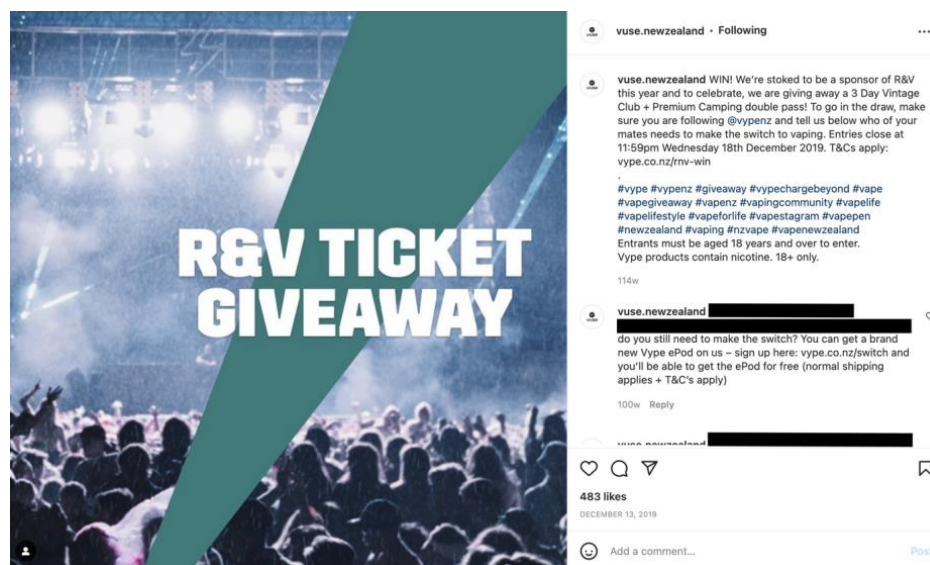 R&V TICKET
GIVEAWAY
vuse.newzealand • Following
vuse.newzealand WIN! We're stoked to be a sponsor of R&V
this year and to celebrate, we are giving away a 3 Day Vintage
Club + Premium Camping double pass! To go in the draw, make
sure you are following @vypenz and tell us below who of your
mates needs to make the switch to vaping. Entries close at
11:59pm Wednesday 18th December 2019. T&Cs apply:
vype.co.nz/rnv-win
.
#vype #vypenz #giveaway #vypechargebeyond #vape
#vapegiveaway #vapenz #vapingcommunity #vapelife
#vapelifestyle #vapeforlife #vapestagram #vapepen
#newzealand #vaping #nzvape #vapenewzealand
Entrants must be aged 18 years and over to enter.
Vype products contain nicotine. 18+ only.
114w
vuse.newzealand
do you still need to make the switch? You can get a brand
new Vype ePod on us – sign up here: vype.co.nz/switch and
you'll be able to get the ePod for free (normal shipping
applies + T&C's apply)
100w Reply
vuse.newzealand
483 likes
DECEMBER 13, 2019
Add a comment...